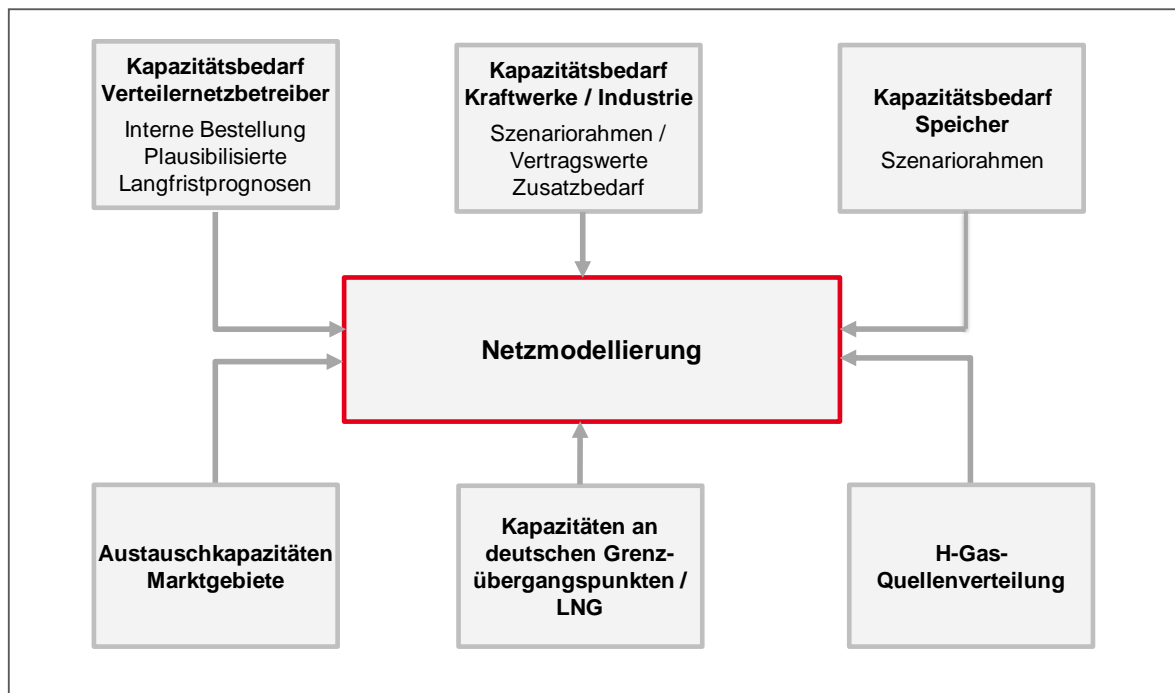 Kapazitätsbedarf
Verteilernetzbetreiber
Interne Bestellung
Plausibilisierte
Langfristprognosen
Kapazitätsbedarf
Kraftwerke / Industrie
Szenariorahmen /
Vertragswerte
Zusatzbedarf
Kapazitätsbedarf
Speicher
Szenariorahmen
Netzmodellierung
Austauschkapazitäten
Marktgebiete
Kapazitäten an
deutschen Grenz-
übergangspunkten /
LNG
H-Gas-
Quellenverteilung